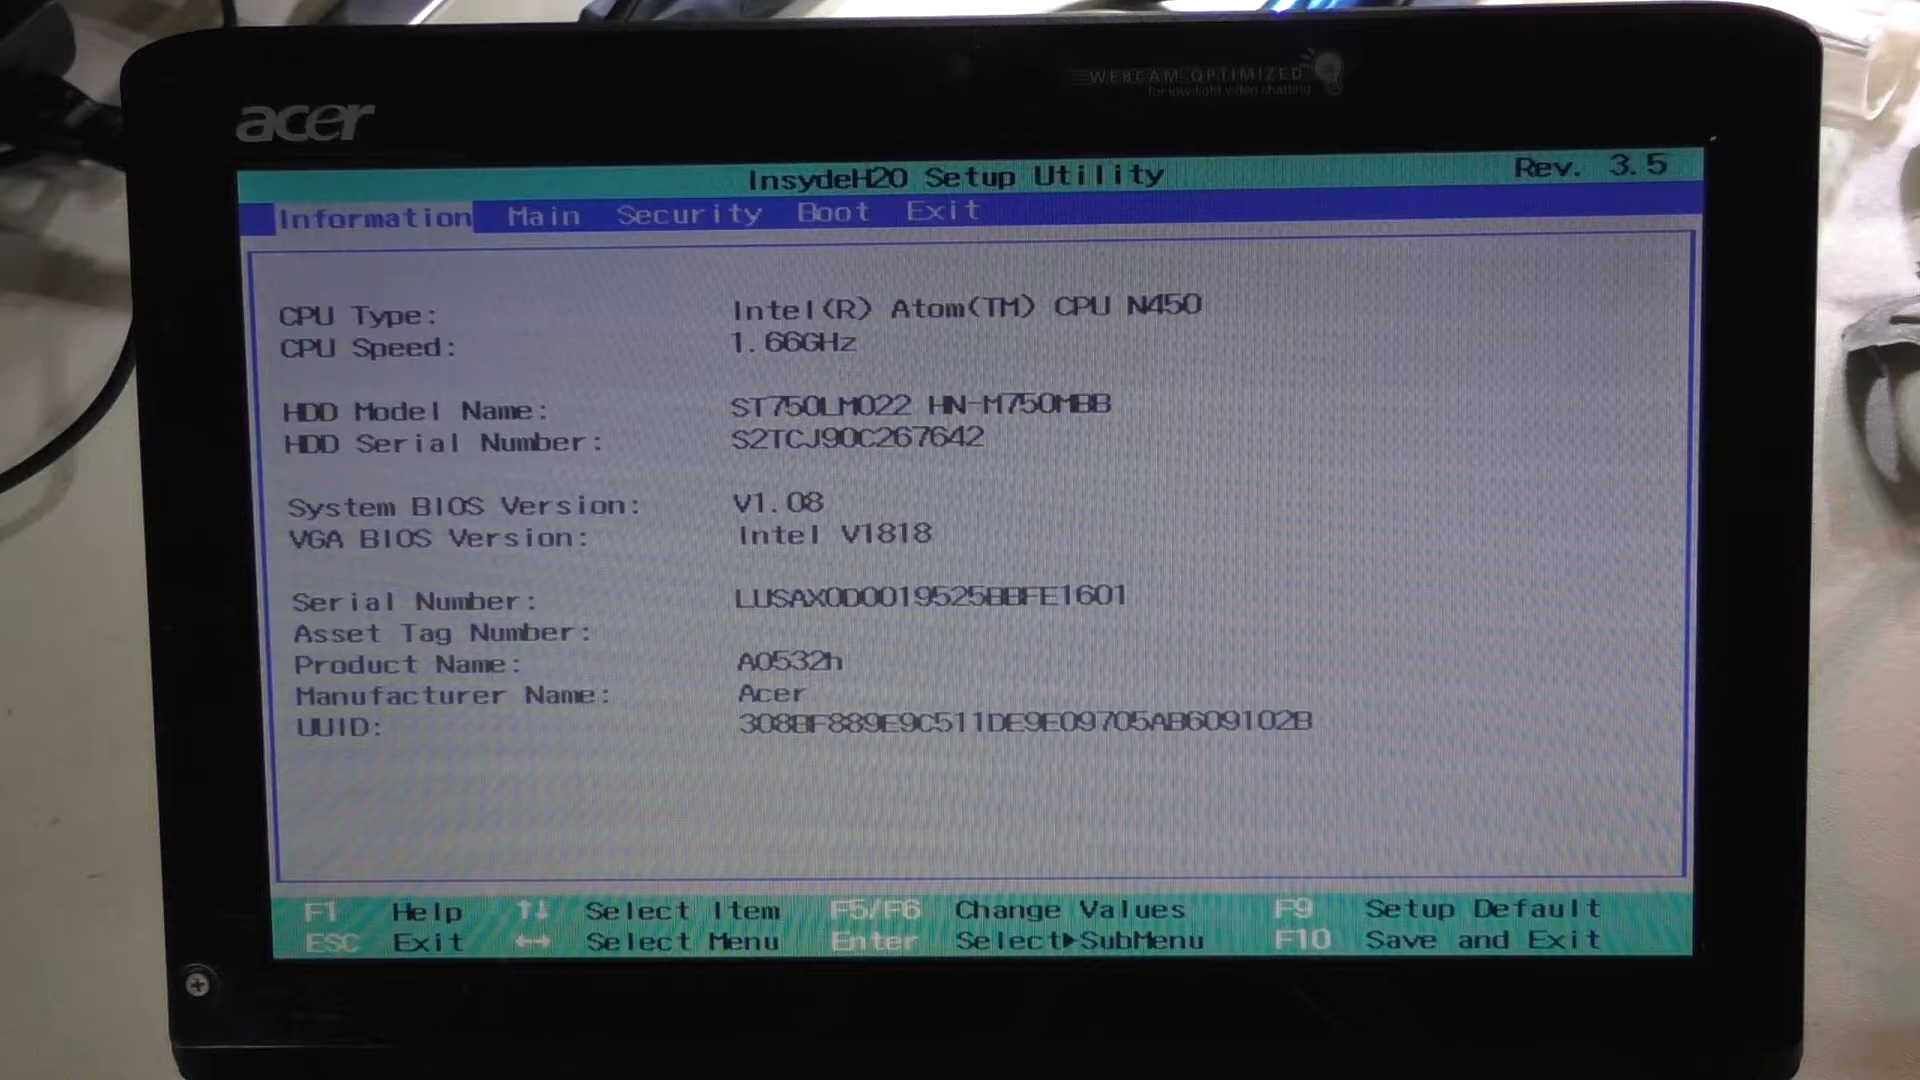 WEBCAM OPTIMIZED
for lowlight video chatting
acer
InsydeH20 Setup Utility Rev. 3.5
Information Main Security Boot Exit
CPU Type: Intel(R) Atom(TM) CPU N450
CPU Speed: 1.66GHz
HDD Model Name: ST750LM022 HN-M750MBB
HDD Serial Number: S2TCJ90C267642
System BIOS Version: V1.08
VGA BIOS Version: Intel V1818
Serial Number: LUSAX0D0019525BBFE1601
Asset Tag Number:
Product Name: AO532h
Manufacturer Name: Acer
UUID: 308BF889E9C511DE9E09705AB609102B
F1 Help ↑↓ Select Item F5/F6 Change Values F9 Setup Default
ESC Exit ↔ Select Menu Enter Select▶SubMenu F10 Save and Exit